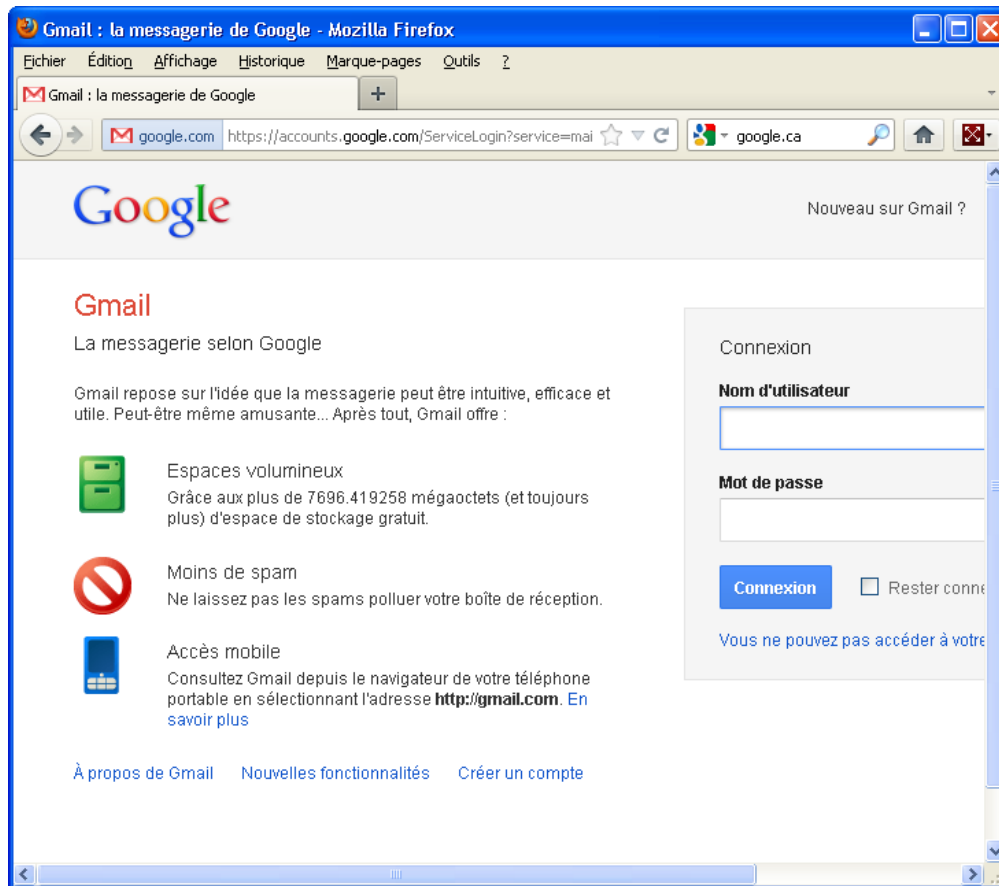 Gmail : la messagerie de Google - Mozilla Firefox
Fichier Édition Affichage Historique Marque-pages Outils ?
Gmail : la messagerie de Google
google.com https://accounts.google.com/ServiceLogin?service=mai google.ca
Google
Nouveau sur Gmail ?
Gmail
La messagerie selon Google
Gmail repose sur l'idée que la messagerie peut être intuitive, efficace et
utile. Peut-être même amusante... Après tout, Gmail offre :
Espaces volumineux
Grâce aux plus de 7696.419258 mégaoctets (et toujours
plus) d'espace de stockage gratuit.
Moins de spam
Ne laissez pas les spams polluer votre boîte de réception.
Accès mobile
Consultez Gmail depuis le navigateur de votre téléphone
portable en sélectionnant l'adresse http://gmail.com. En
savoir plus
À propos de Gmail Nouvelles fonctionnalités Créer un compte
Connexion
Nom d'utilisateur
Mot de passe
Connexion Rester conne
Vous ne pouvez pas accéder à votre